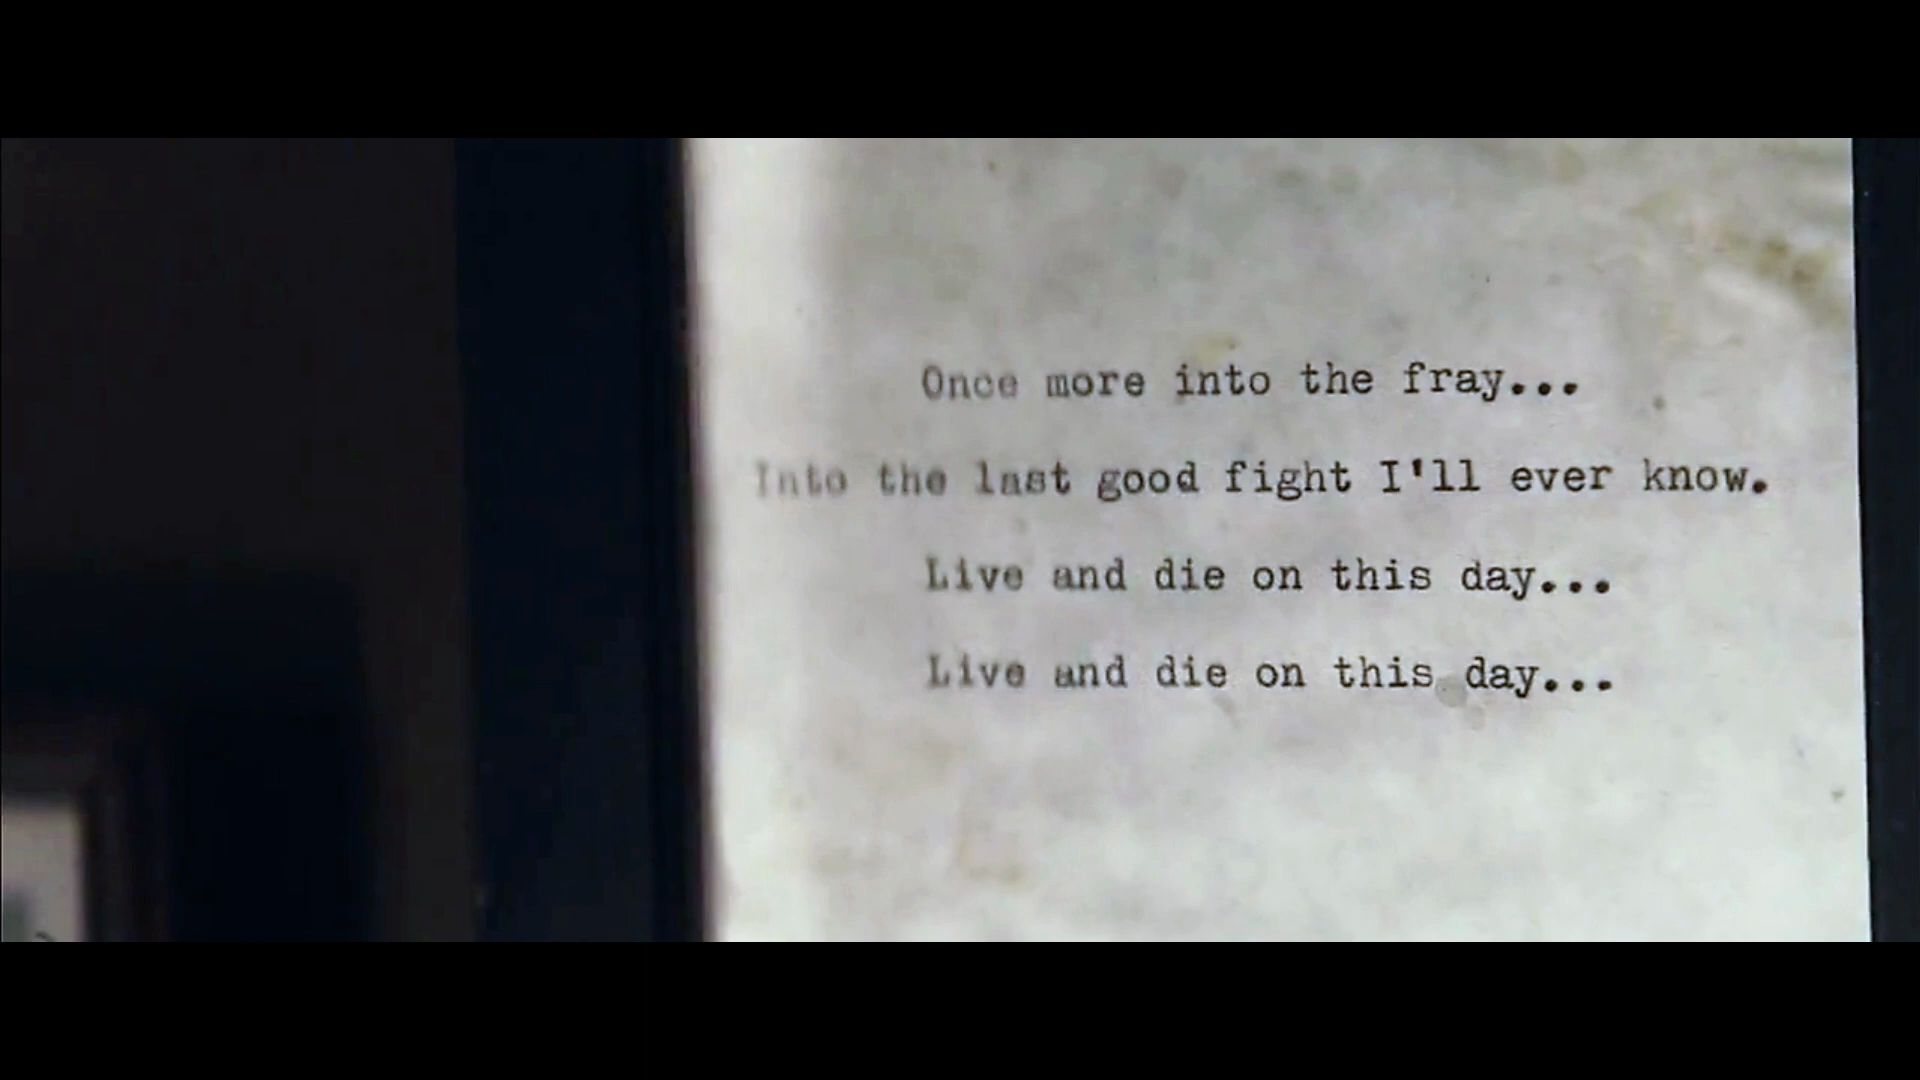 Once more into the fray...
Into the last good fight I'll ever know.
Live and die on this day...
Live and die on this day...